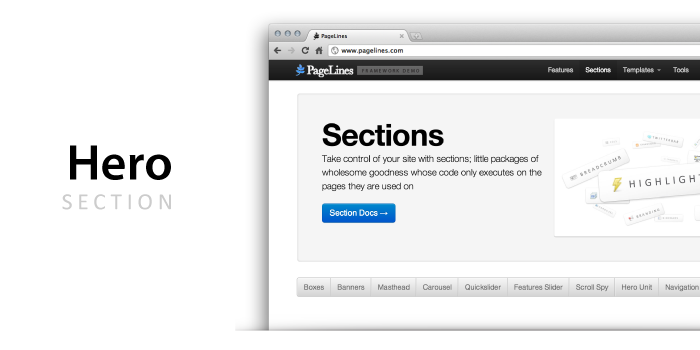 Hero
SECTION
PageLines
www.pagelines.com
PageLines FRAMEWORK DEMO
Features Sections Templates Tools
Sections
Take control of your site with sections; little packages of
wholesome goodness whose code only executes on the
pages they are used on
Section Docs →
BREADCRUMB
HIGHLIGHT
Boxes Banners Masthead Carousel Quickslider Features Slider Scroll Spy Hero Unit Navigation